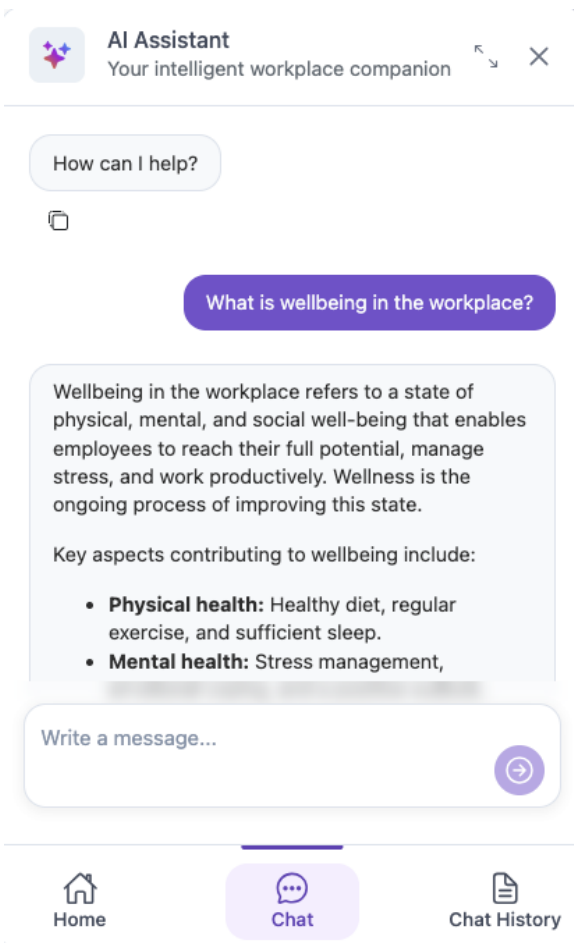 AI Assistant
Your intelligent workplace companion
How can I help?
What is wellbeing in the workplace?
Wellbeing in the workplace refers to a state of
physical, mental, and social well-being that enables
employees to reach their full potential, manage
stress, and work productively. Wellness is the
ongoing process of improving this state.
Key aspects contributing to wellbeing include:
• Physical health: Healthy diet, regular
exercise, and sufficient sleep.
• Mental health: Stress management,
Write a message...
Home
Chat
Chat History